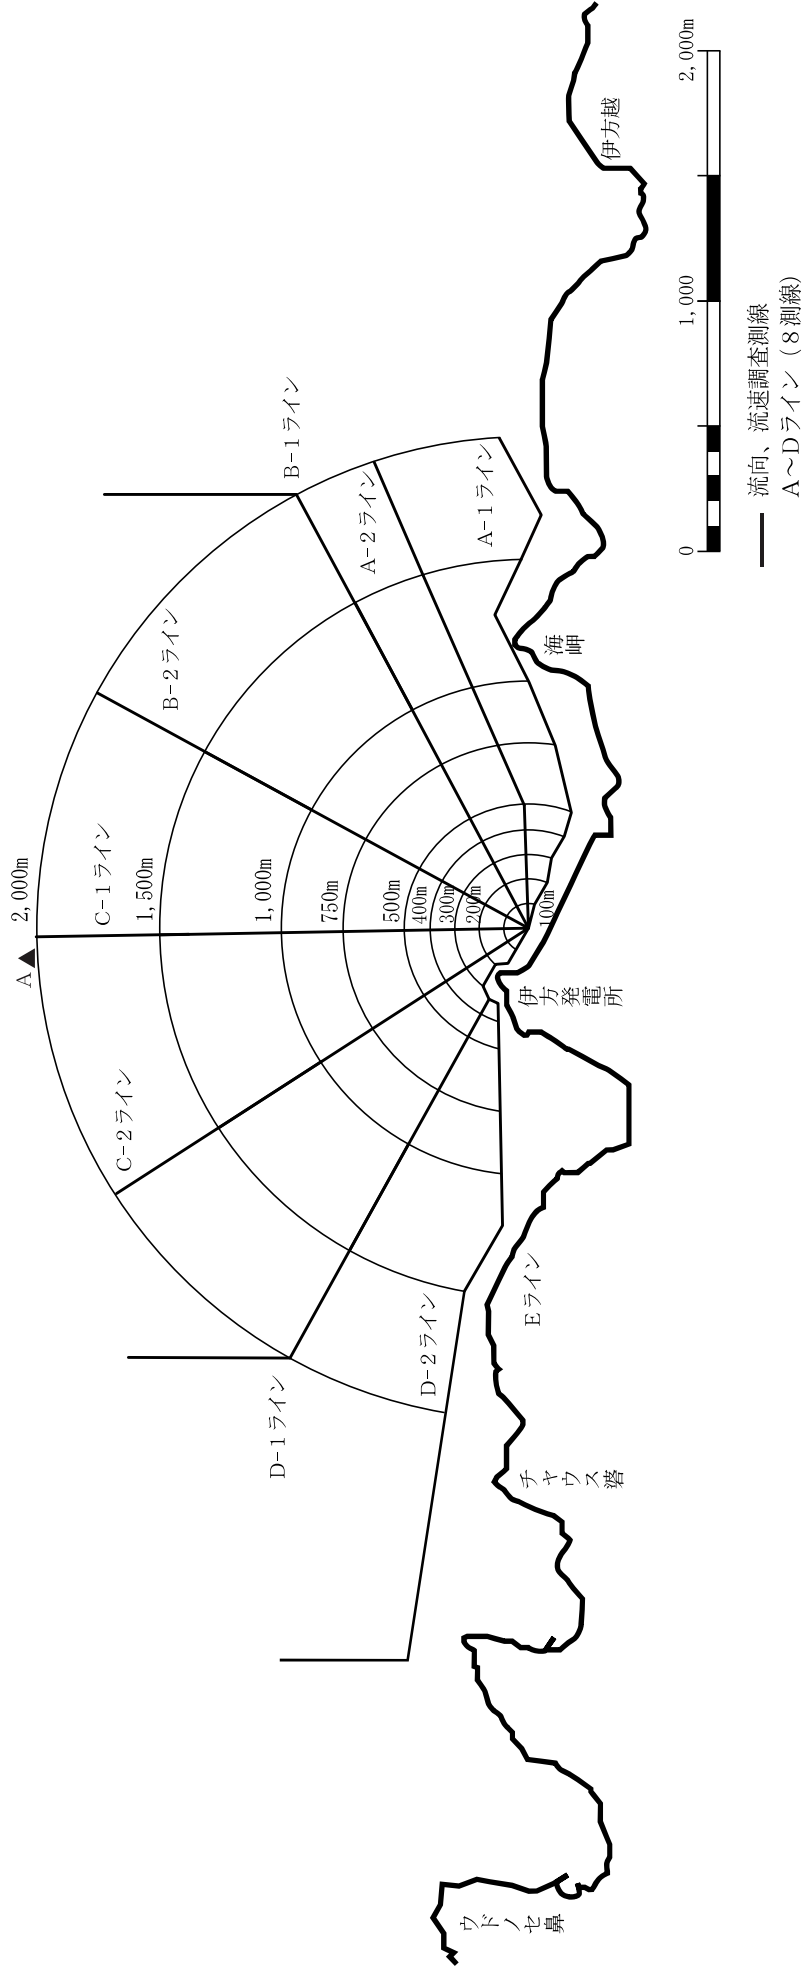 2,000m
1,500m
1,000m
750m
500m
400m
300m
200m
100m
A▲
B-1ライン
B-2ライン
A-2ライン
A-1ライン
C-1ライン
C-2ライン
D-1ライン
D-2ライン
Eライン
ウドノセ鼻
チャウス碆
伊方発電所
海岬
伊方越
0
1,000
2,000m
流向、流速調査測線
A～Dライン（8測線）